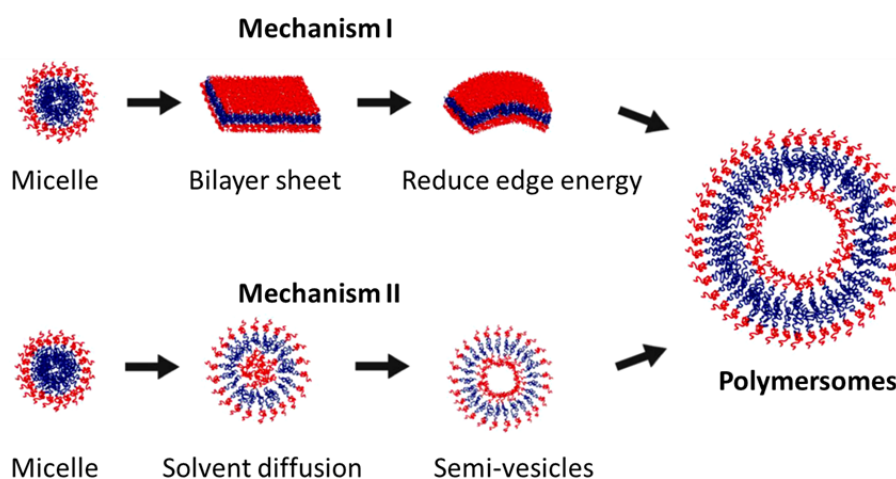 Mechanism I
Micelle
Bilayer sheet
Reduce edge energy
Mechanism II
Polymersomes
Micelle
Solvent diffusion
Semi-vesicles